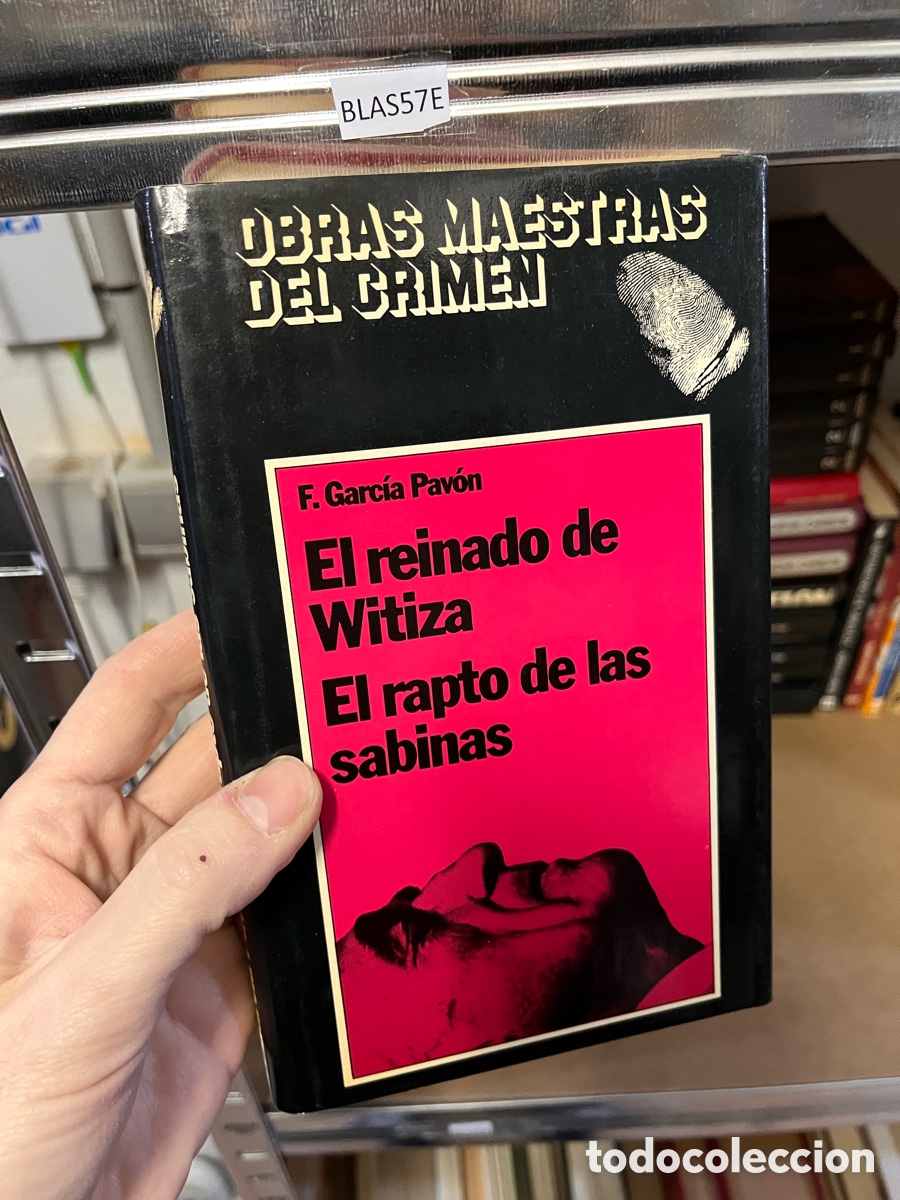 BLAS57E
OBRAS MAESTRAS
DEL CRIMEN
F. García Pavón
El reinado de
Witiza
El rapto de las
sabinas
todocoleccion